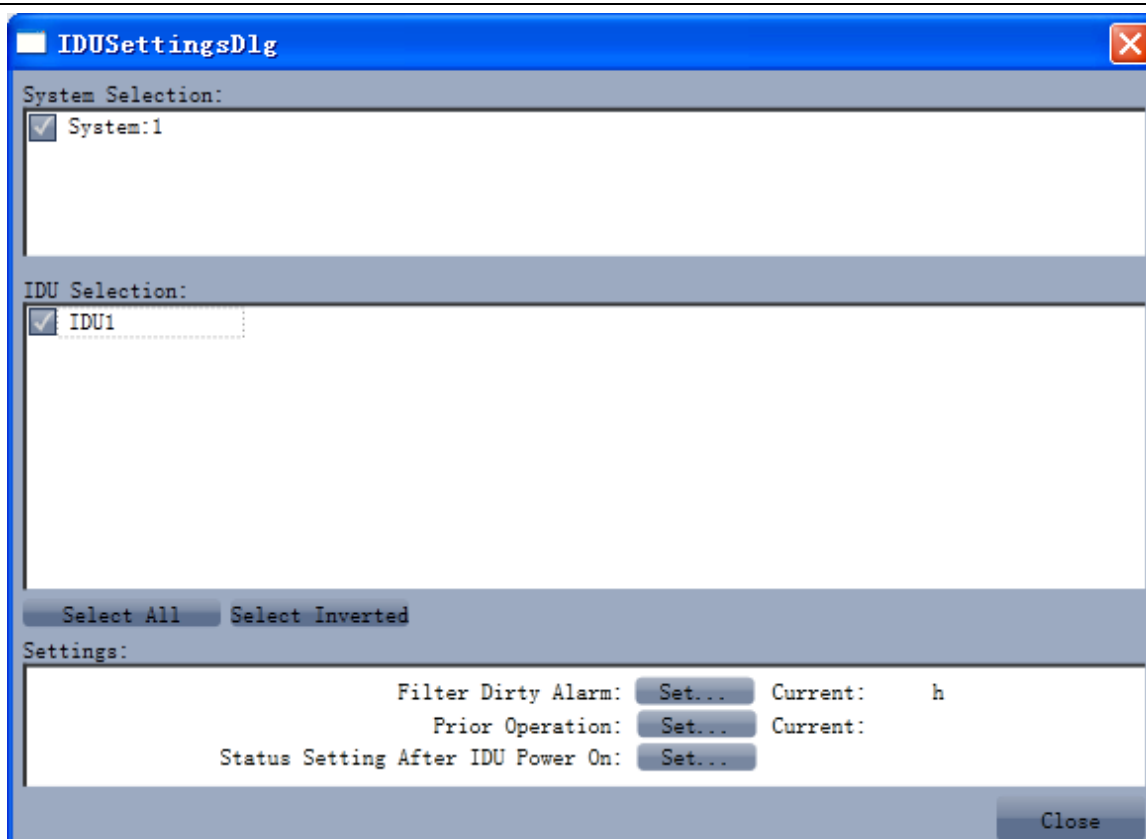 IDUSettingsDlg
System Selection:
System:1
IDU Selection:
IDU1
Select All Select Inverted
Settings:
Filter Dirty Alarm: Set... Current: h
Prior Operation: Set... Current:
Status Setting After IDU Power On: Set...
Close